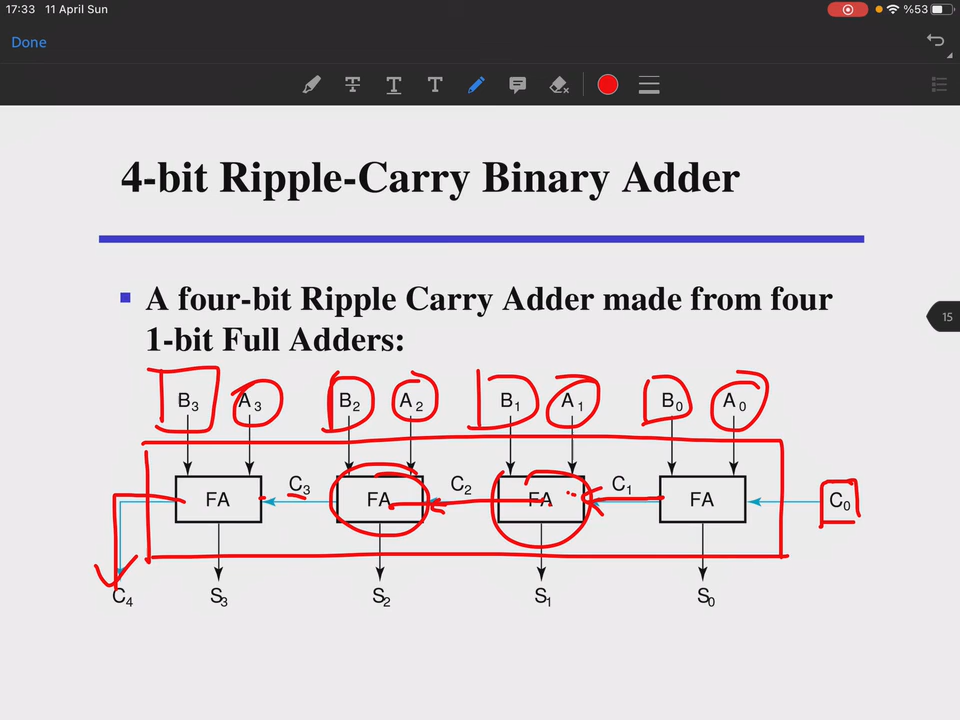 17:33 11 April Sun %53
Done
T T T
15
4-bit Ripple-Carry Binary Adder
A four-bit Ripple Carry Adder made from four
1-bit Full Adders:
B3 A3 B2 A2 B1 A1 B0 A0
C3 C2 C1
FA FA FA FA C0
C4 S3 S2 S1 S0